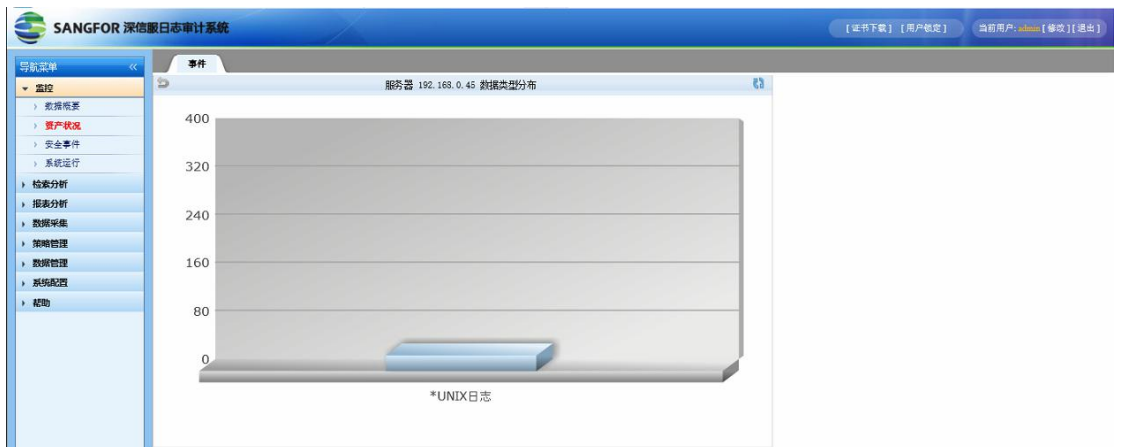 SANGFOR 深信服日志审计系统
[证书下载] [用户锁定] 当前用户:admin[修改][退出]
导航菜单 «
事件
监控
服务器 192.168.0.45 数据类型分布
数据概要
资产状况
安全事件
系统运行
检索分析
报表分析
数据采集
策略管理
数据管理
系统配置
帮助
400
320
240
160
80
0
*UNIX日志